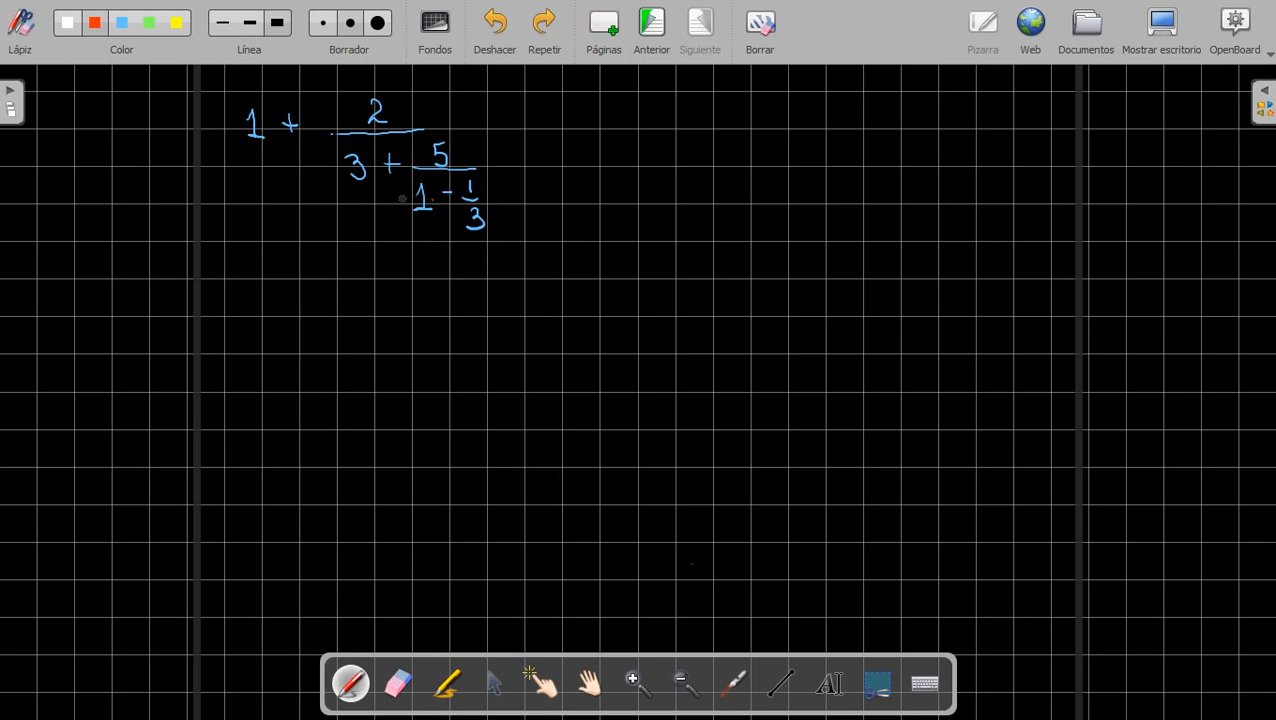 Lápiz Color Línea Borrador Fondos Deshacer Repetir Páginas Anterior Siguiente Borrar Pizarra Web Documentos Mostrar escritorio OpenBoard
1 + 2
3 + 5
1 - 1
3
AI